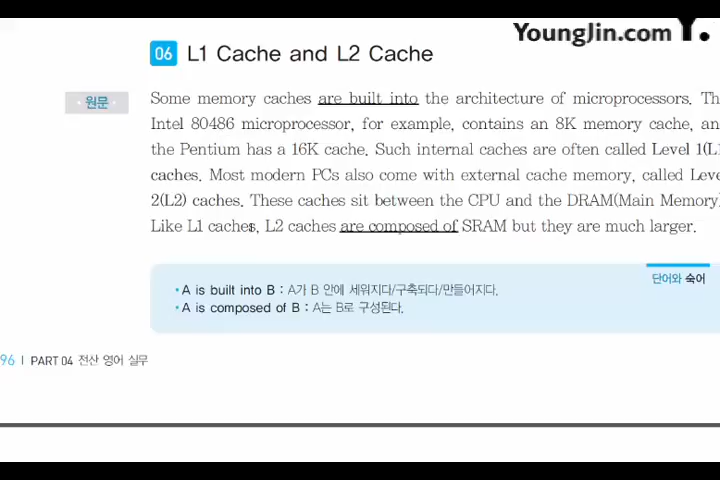 YoungJin.com Y.
06 L1 Cache and L2 Cache
원문
Some memory caches are built into the architecture of microprocessors. Th
Intel 80486 microprocessor, for example, contains an 8K memory cache, an
the Pentium has a 16K cache. Such internal caches are often called Level 1(L1
caches. Most modern PCs also come with external cache memory, called Leve
2(L2) caches. These caches sit between the CPU and the DRAM(Main Memory)
Like L1 caches, L2 caches are composed of SRAM but they are much larger.
단어와 숙어
• A is built into B : A가 B 안에 세워지다/구축되다/만들어지다.
• A is composed of B : A는 B로 구성된다.
96 I PART 04 전산 영어 실무